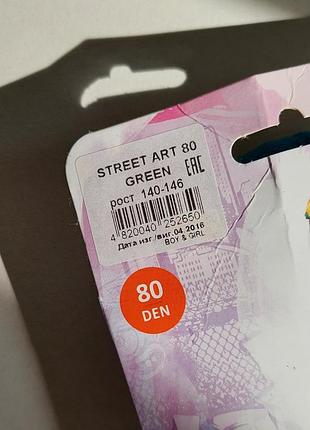 STREET ART 80
GREEN
рост 140-146
EAC
4 820040 252650
Дата изг./виг.04.2016
BOY & GIRL
80
DEN